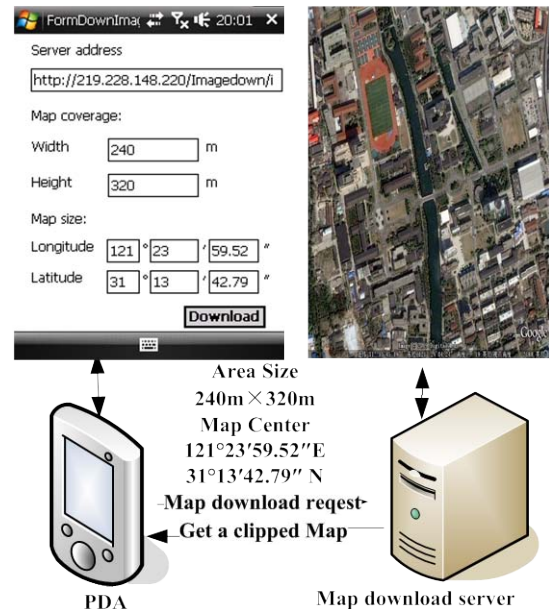 FormDownImag 20:01 ×
Server address
http://219.228.148.220/Imagedown/i
Map coverage:
Width 240 m
Height 320 m
Map size:
Longitude 121 ° 23 ′ 59.52 ″
Latitude 31 ° 13 ′ 42.79 ″
Download
Google
Area Size
240m×320m
Map Center
121°23′59.52″E
31°13′42.79″ N
Map download reqest
Get a clipped Map
PDA
Map download server